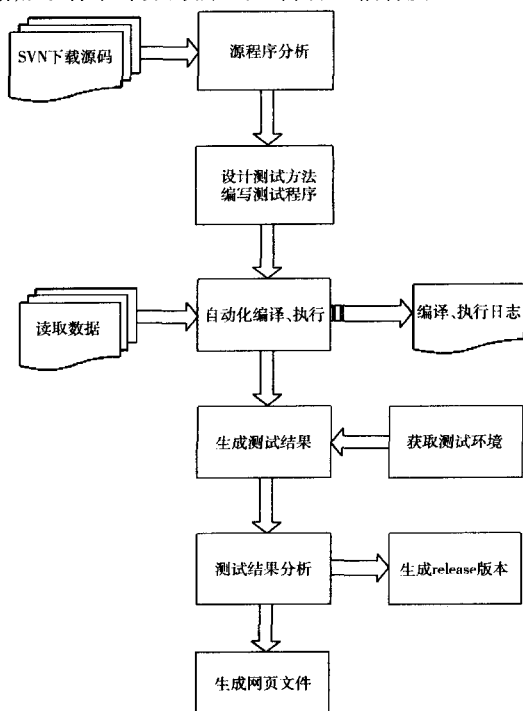 SVN下载源码
源程序分析
设计测试方法
编写测试程序
读取数据
自动化编译、执行
编译、执行日志
生成测试结果
获取测试环境
测试结果分析
生成release版本
生成网页文件